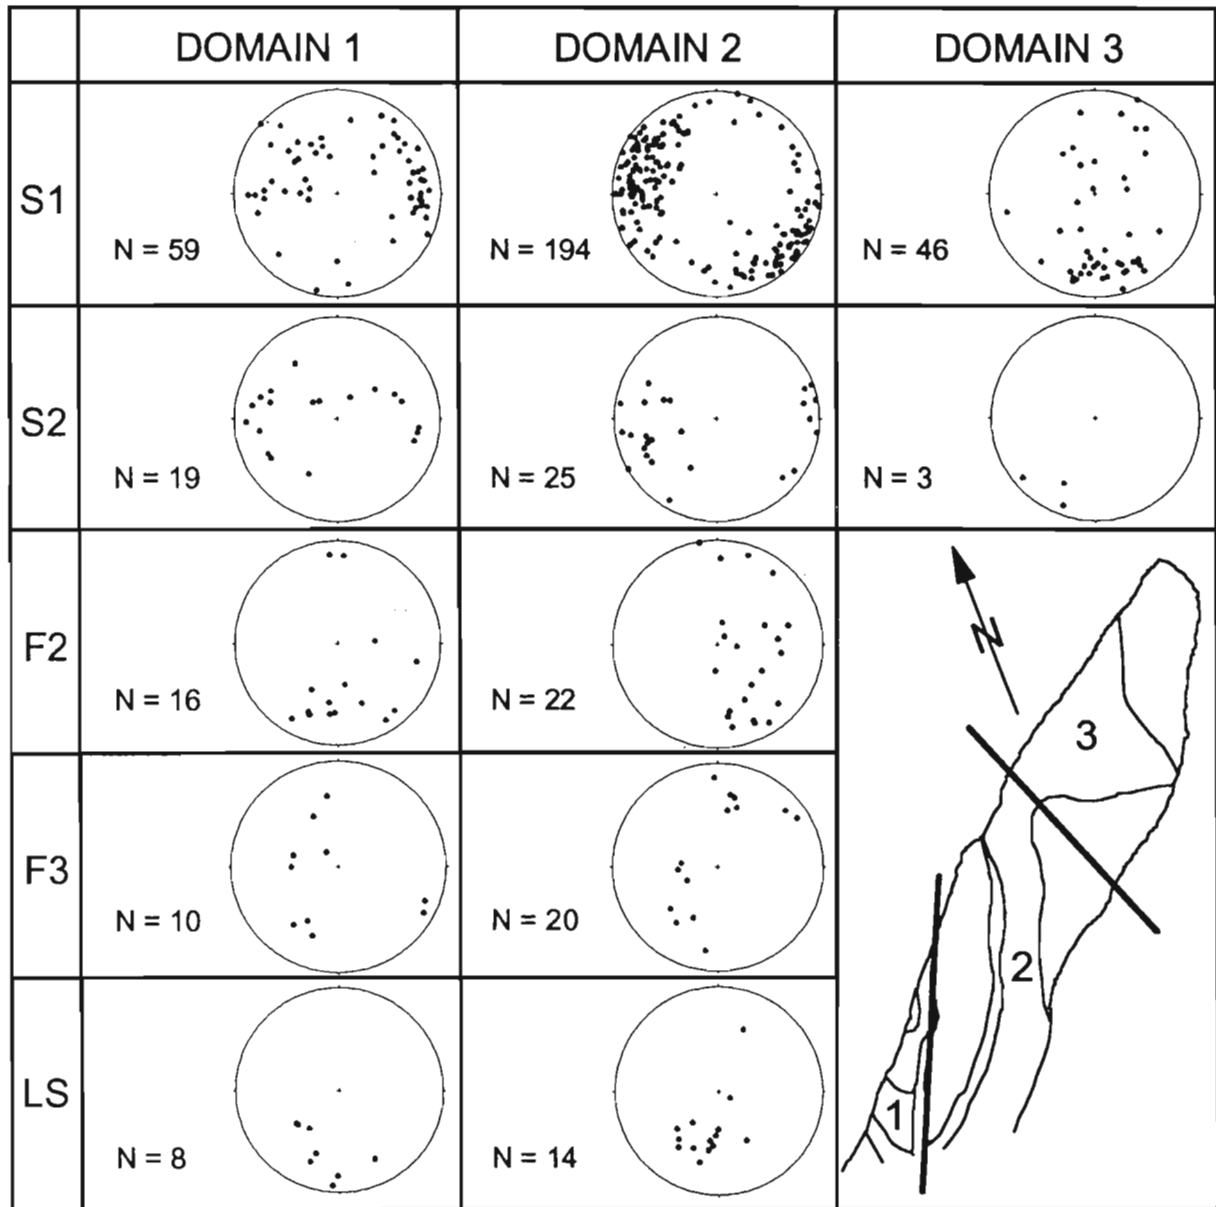 DOMAIN 1 DOMAIN 2 DOMAIN 3
S1 N = 59 N = 194 N = 46
S2 N = 19 N = 25 N = 3
F2 N = 16 N = 22
N
3
F3 N = 10 N = 20
2
LS N = 8 N = 14
1